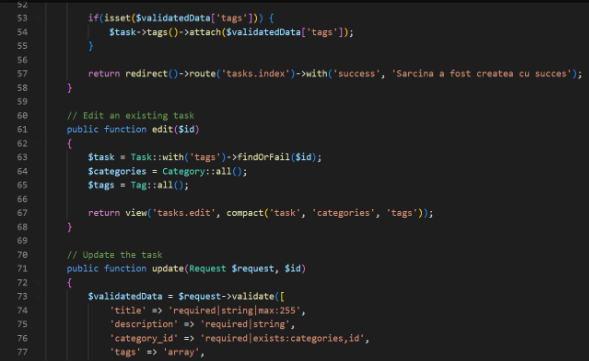 52
53 if(isset($validatedData['tags'])) {
54 $task->tags()->attach($validatedData['tags']);
55 }
56
57 return redirect()->route('tasks.index')->with('success', 'Sarcina a fost createa cu succes');
58 }
59
60 // Edit an existing task
61 public function edit($id)
62 {
63 $task = Task::with('tags')->findOrFail($id);
64 $categories = Category::all();
65 $tags = Tag::all();
66
67 return view('tasks.edit', compact('task', 'categories', 'tags'));
68 }
69
70 // Update the task
71 public function update(Request $request, $id)
72 {
73 $validatedData = $request->validate([
74 'title' => 'required|string|max:255',
75 'description' => 'required|string',
76 'category_id' => 'required|exists:categories,id',
77 'tags' => 'array',